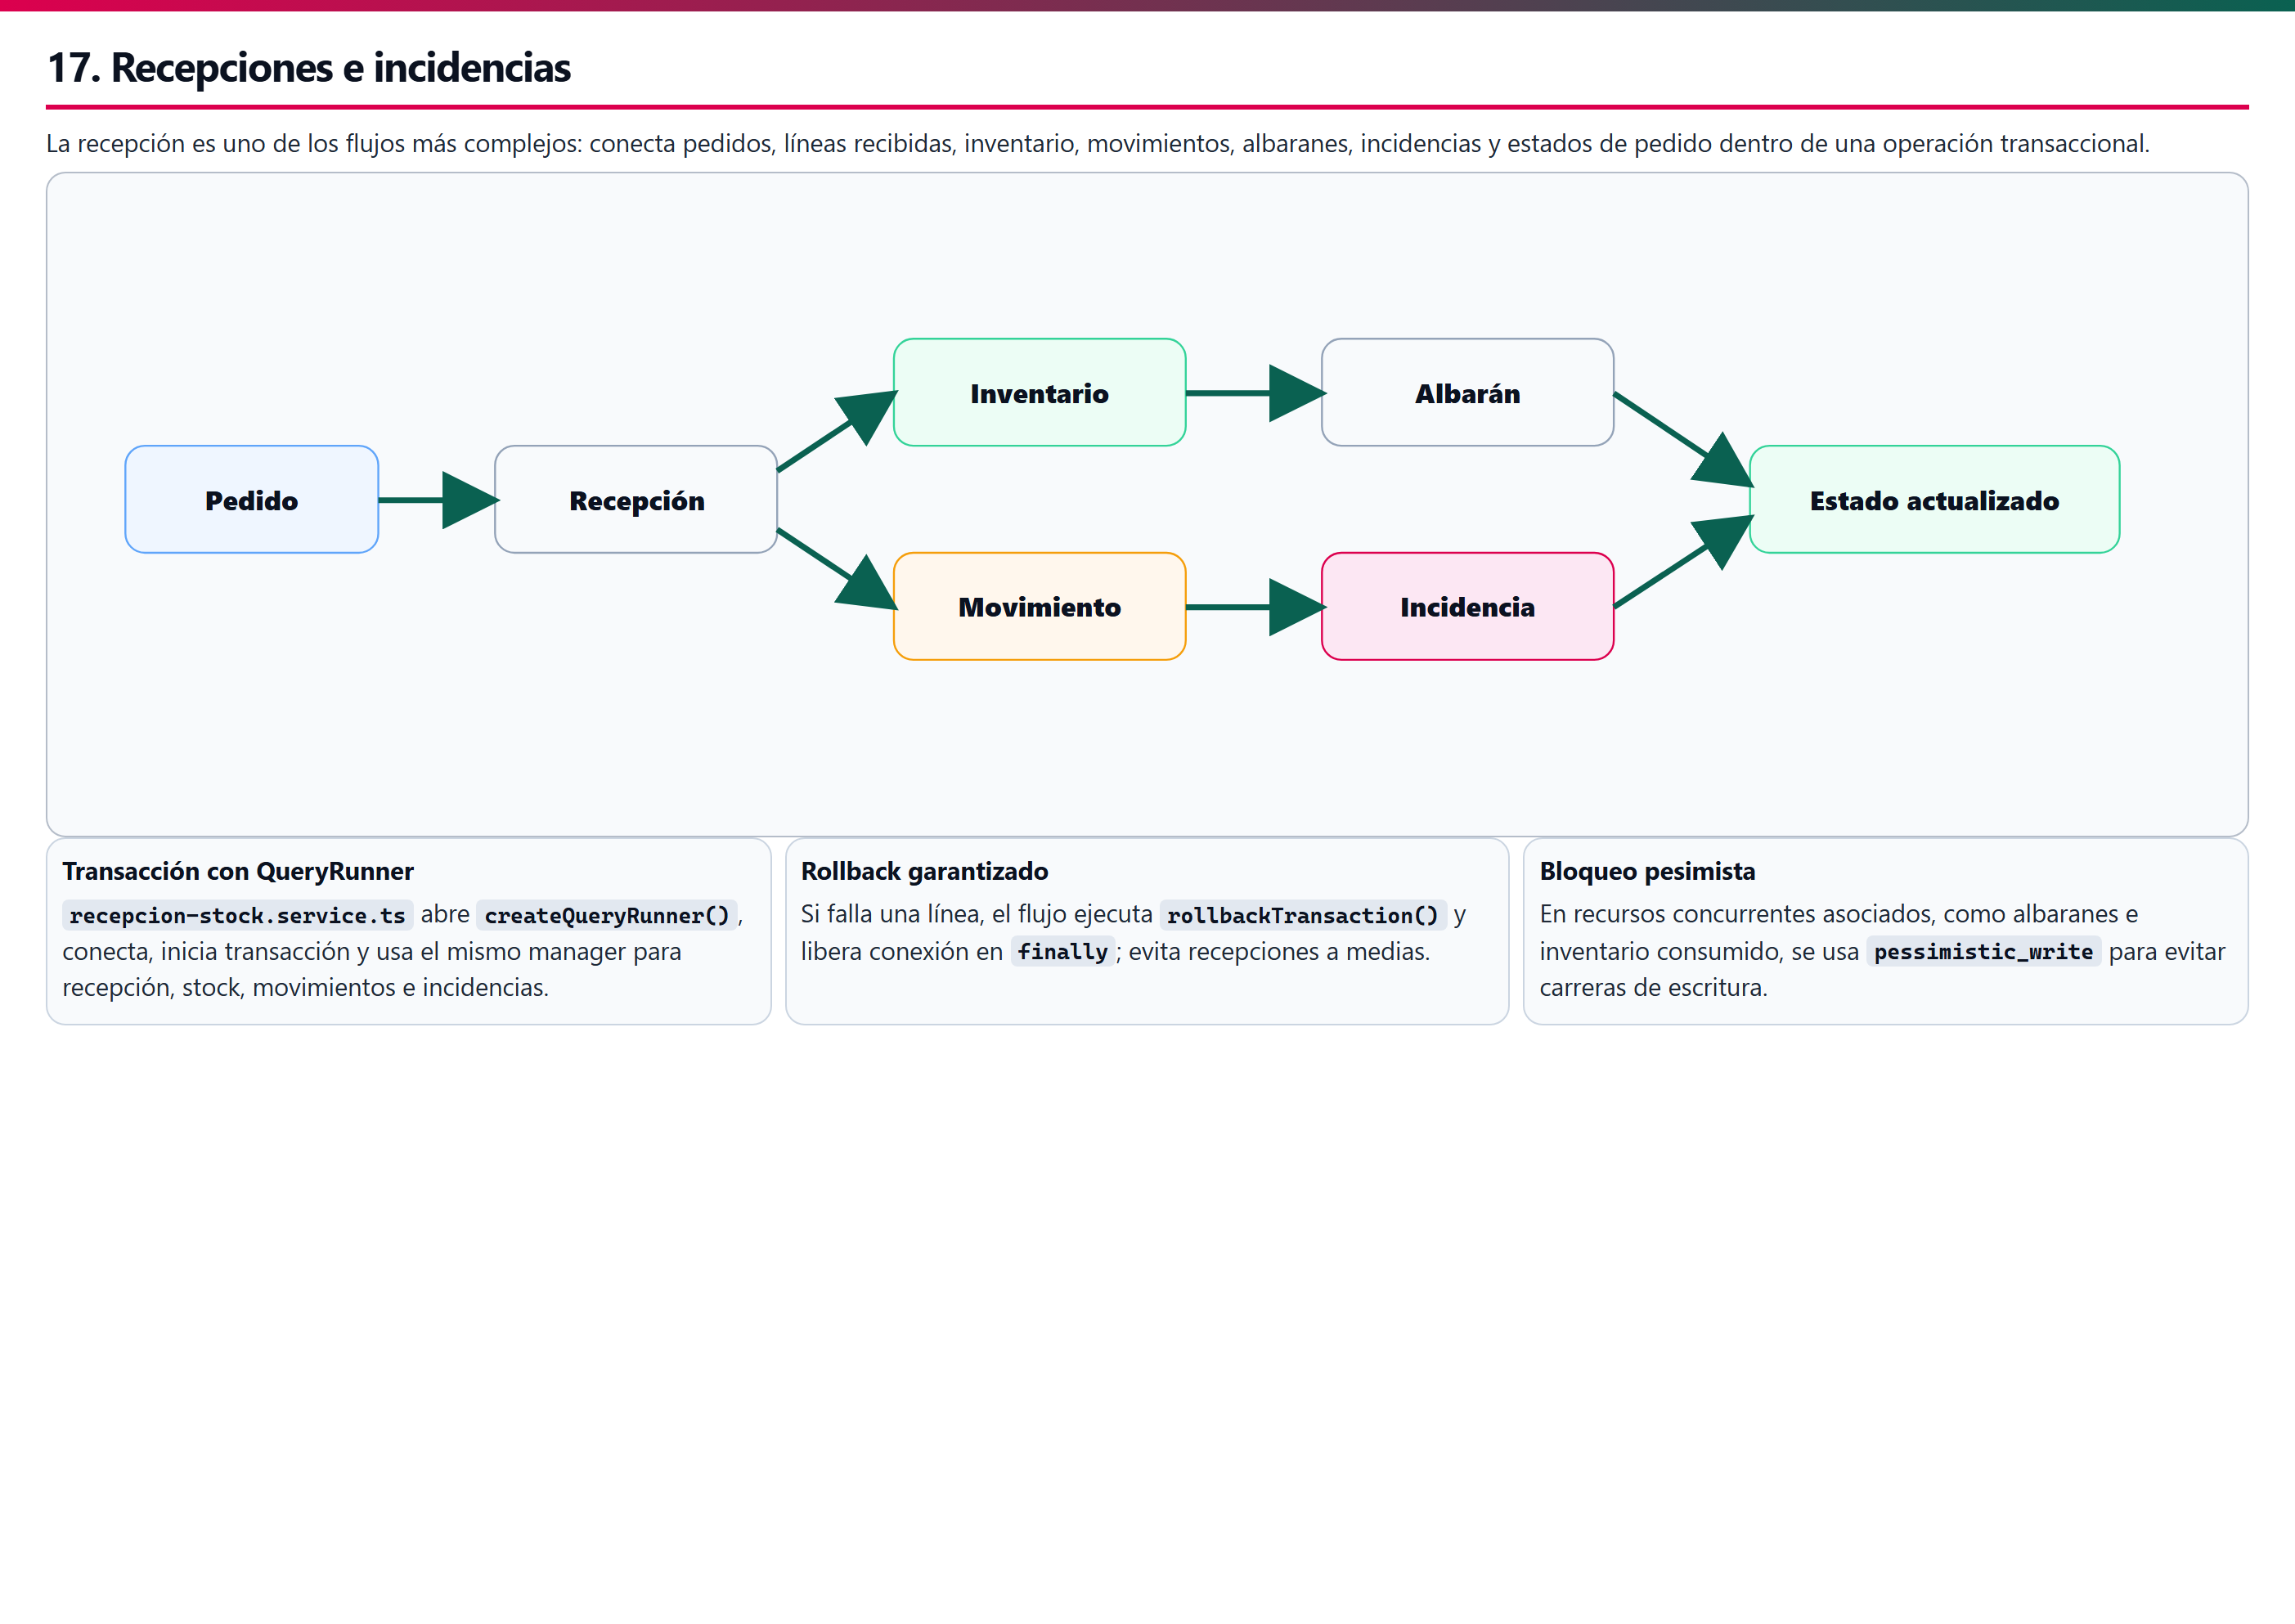 17. Recepciones e incidencias
La recepción es uno de los flujos más complejos: conecta pedidos, líneas recibidas, inventario, movimientos, albaranes, incidencias y estados de pedido dentro de una operación transaccional.
Inventario
Albarán
Pedido
Recepción
Estado actualizado
Movimiento
Incidencia
Transacción con QueryRunner
recepcion-stock.service.ts abre createQueryRunner(),
conecta, inicia transacción y usa el mismo manager para
recepción, stock, movimientos e incidencias.
Rollback garantizado
Si falla una línea, el flujo ejecuta rollbackTransaction() y
libera conexión en finally; evita recepciones a medias.
Bloqueo pesimista
En recursos concurrentes asociados, como albaranes e
inventario consumido, se usa pessimistic_write para evitar
carreras de escritura.